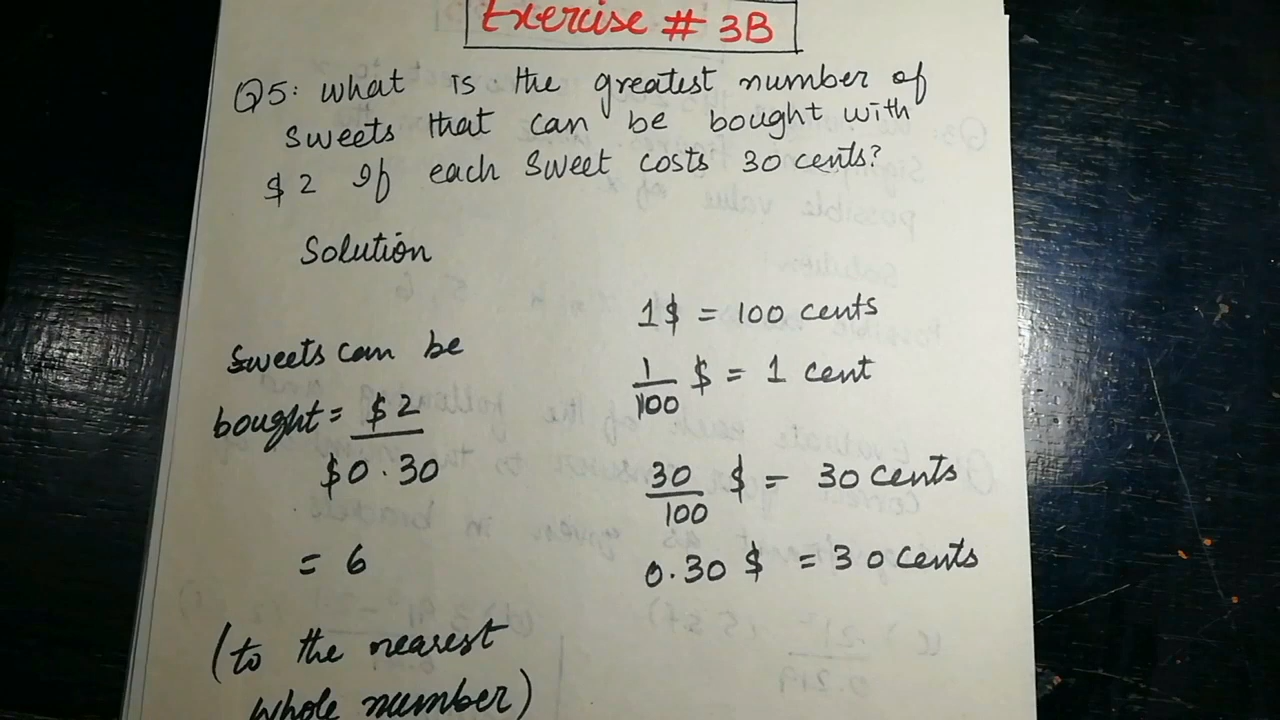 Exercise # 3B
Q5: what is the greatest number of
sweets that can be bought with
$ 2 If each sweet costs 30 cents?
Solution
1$ = 100 cents
1/100 $ = 1 cent
30/100 $ = 30 cents
0.30 $ = 30 cents
Sweets can be
bought = $2
$0.30
= 6
(to the nearest
whole number)